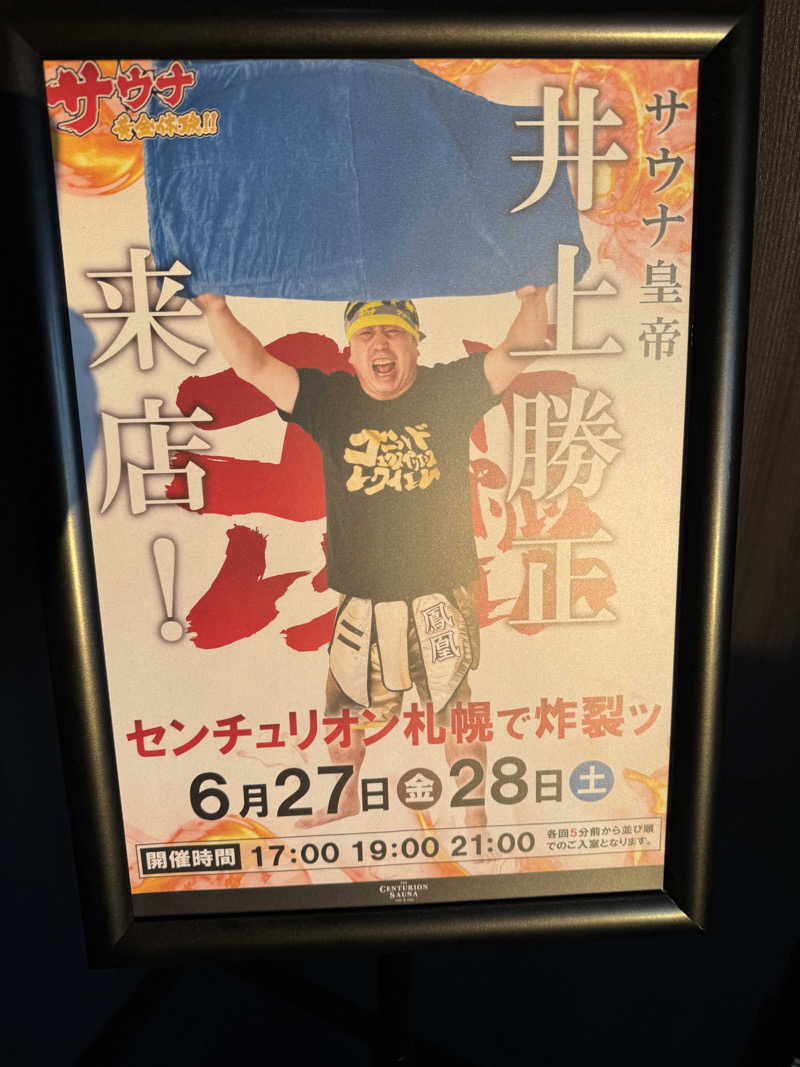 サウナ
サウナ皇帝
井上勝正
来店!
鳳凰
センチュリオン札幌で炸裂ッ
6月27日金28日土
開催時間 17:00 19:00 21:00
各回5分前から並び順
でのご入室となります。
THE
CENTURION
SAUNA